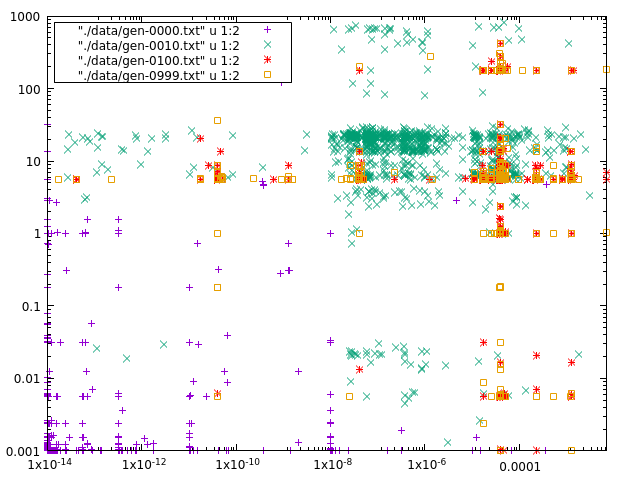 1000
100
10
1
0.1
0.01
0.001
"./data/gen-0000.txt" u 1:2
"./data/gen-0010.txt" u 1:2
"./data/gen-0100.txt" u 1:2
"./data/gen-0999.txt" u 1:2
1x10-14 1x10-12 1x10-10 1x10-8 1x10-6 0.0001